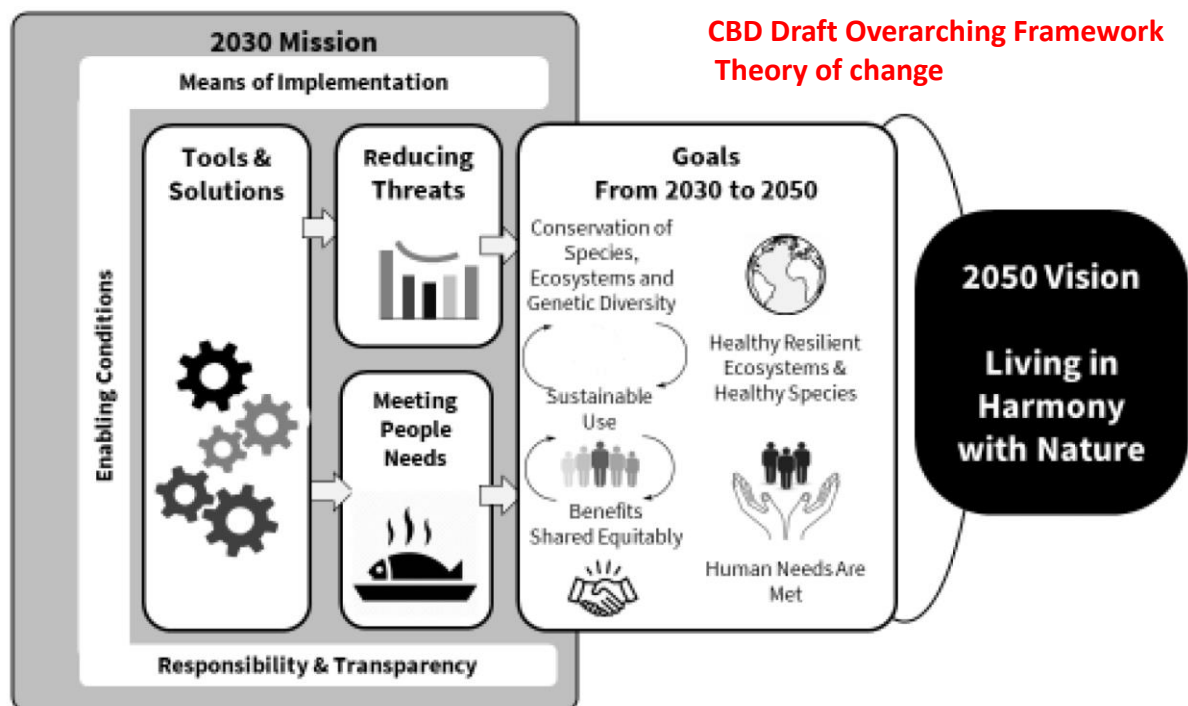 CBD Draft Overarching Framework
Theory of change
2030 Mission
Means of Implementation
Enabling Conditions
Tools &
Solutions
Reducing
Threats
Meeting
People
Needs
Goals
From 2030 to 2050
Conservation of
Species,
Ecosystems and
Genetic Diversity
Sustainable
Use
Benefits
Shared Equitably
Healthy Resilient
Ecosystems &
Healthy Species
Human Needs Are
Met
2050 Vision
Living in
Harmony
with Nature
Responsibility & Transparency